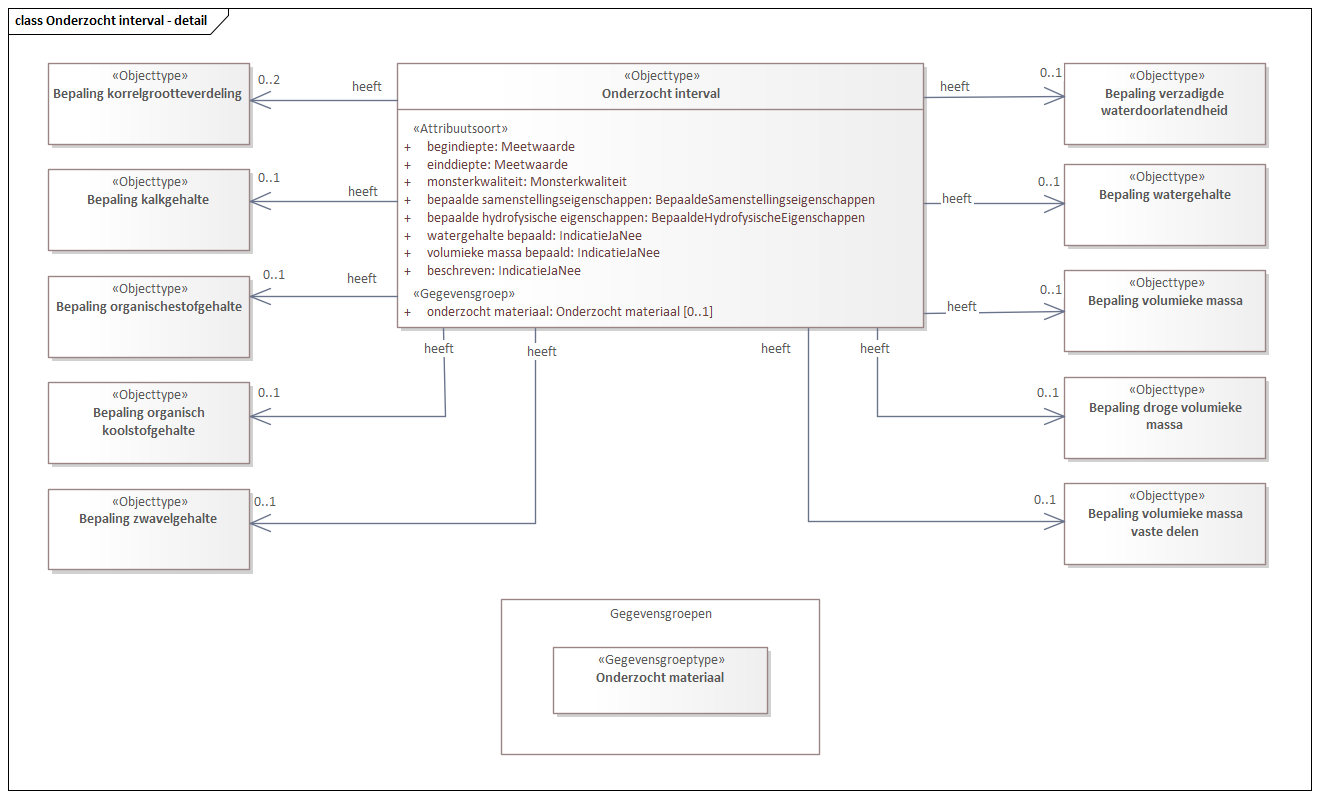 class Onderzocht interval - detail
«Objecttype»
Bepaling korrelgrootteverdeling
0..2
heeft
«Objecttype»
Bepaling kalkgehalte
0..1
heeft
«Objecttype»
Bepaling organischestofgehalte
0..1
heeft
«Objecttype»
Bepaling organisch
koolstofgehalte
0..1
heeft
«Objecttype»
Bepaling zwavelgehalte
0..1
heeft
«Objecttype»
Onderzocht interval
«Attribuutsoort»
+ begindiepte: Meetwaarde
+ einddiepte: Meetwaarde
+ monsterkwaliteit: Monsterkwaliteit
+ bepaalde samenstellingseigenschappen: BepaaldeSamenstellingseigenschappen
+ bepaalde hydrofysische eigenschappen: BepaaldeHydrofysischeEigenschappen
+ watergehalte bepaald: IndicatieJaNee
+ volumieke massa bepaald: IndicatieJaNee
+ beschreven: IndicatieJaNee
«Gegevensgroep»
+ onderzocht materiaal: Onderzocht materiaal [0..1]
heeft
0..1
«Objecttype»
Bepaling verzadigde
waterdoorlatendheid
heeft
0..1
«Objecttype»
Bepaling watergehalte
heeft
0..1
«Objecttype»
Bepaling volumieke massa
heeft
0..1
«Objecttype»
Bepaling droge volumieke
massa
heeft
0..1
«Objecttype»
Bepaling volumieke massa
vaste delen
Gegevensgroepen
«Gegevensgroeptype»
Onderzocht materiaal